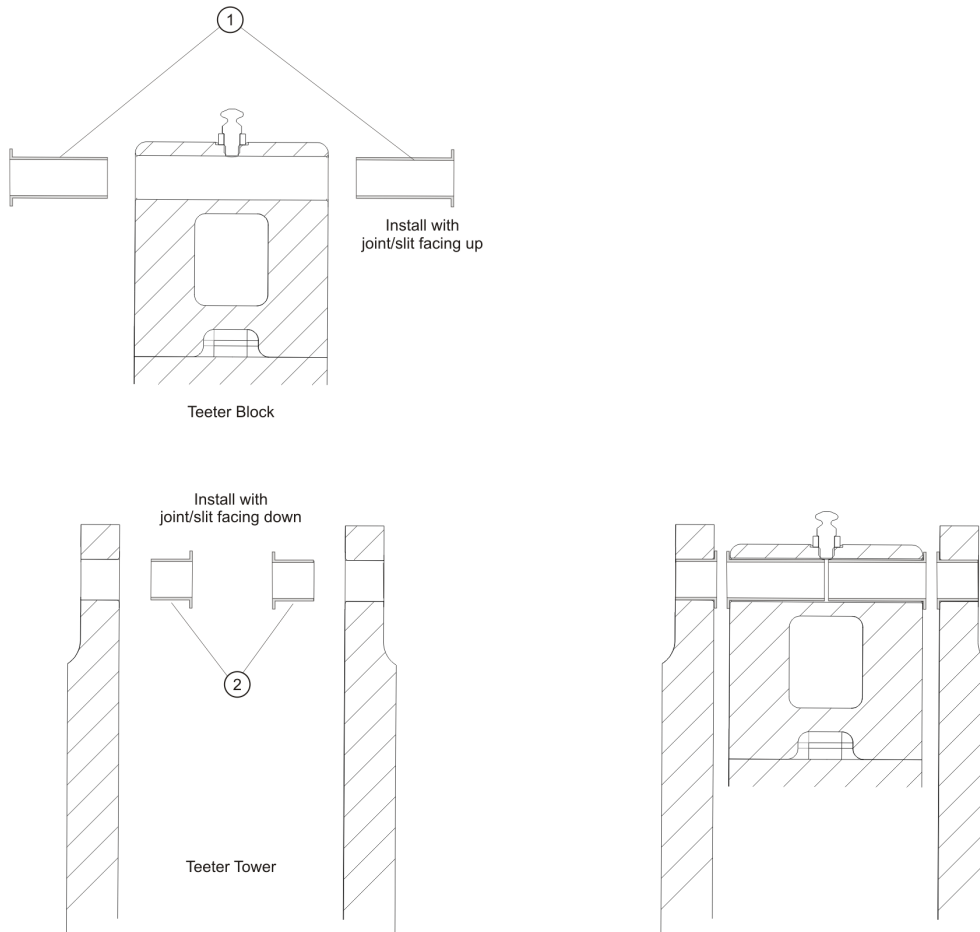 1
Install with
joint/slit facing up
Teeter Block
Install with
joint/slit facing down
2
Teeter Tower